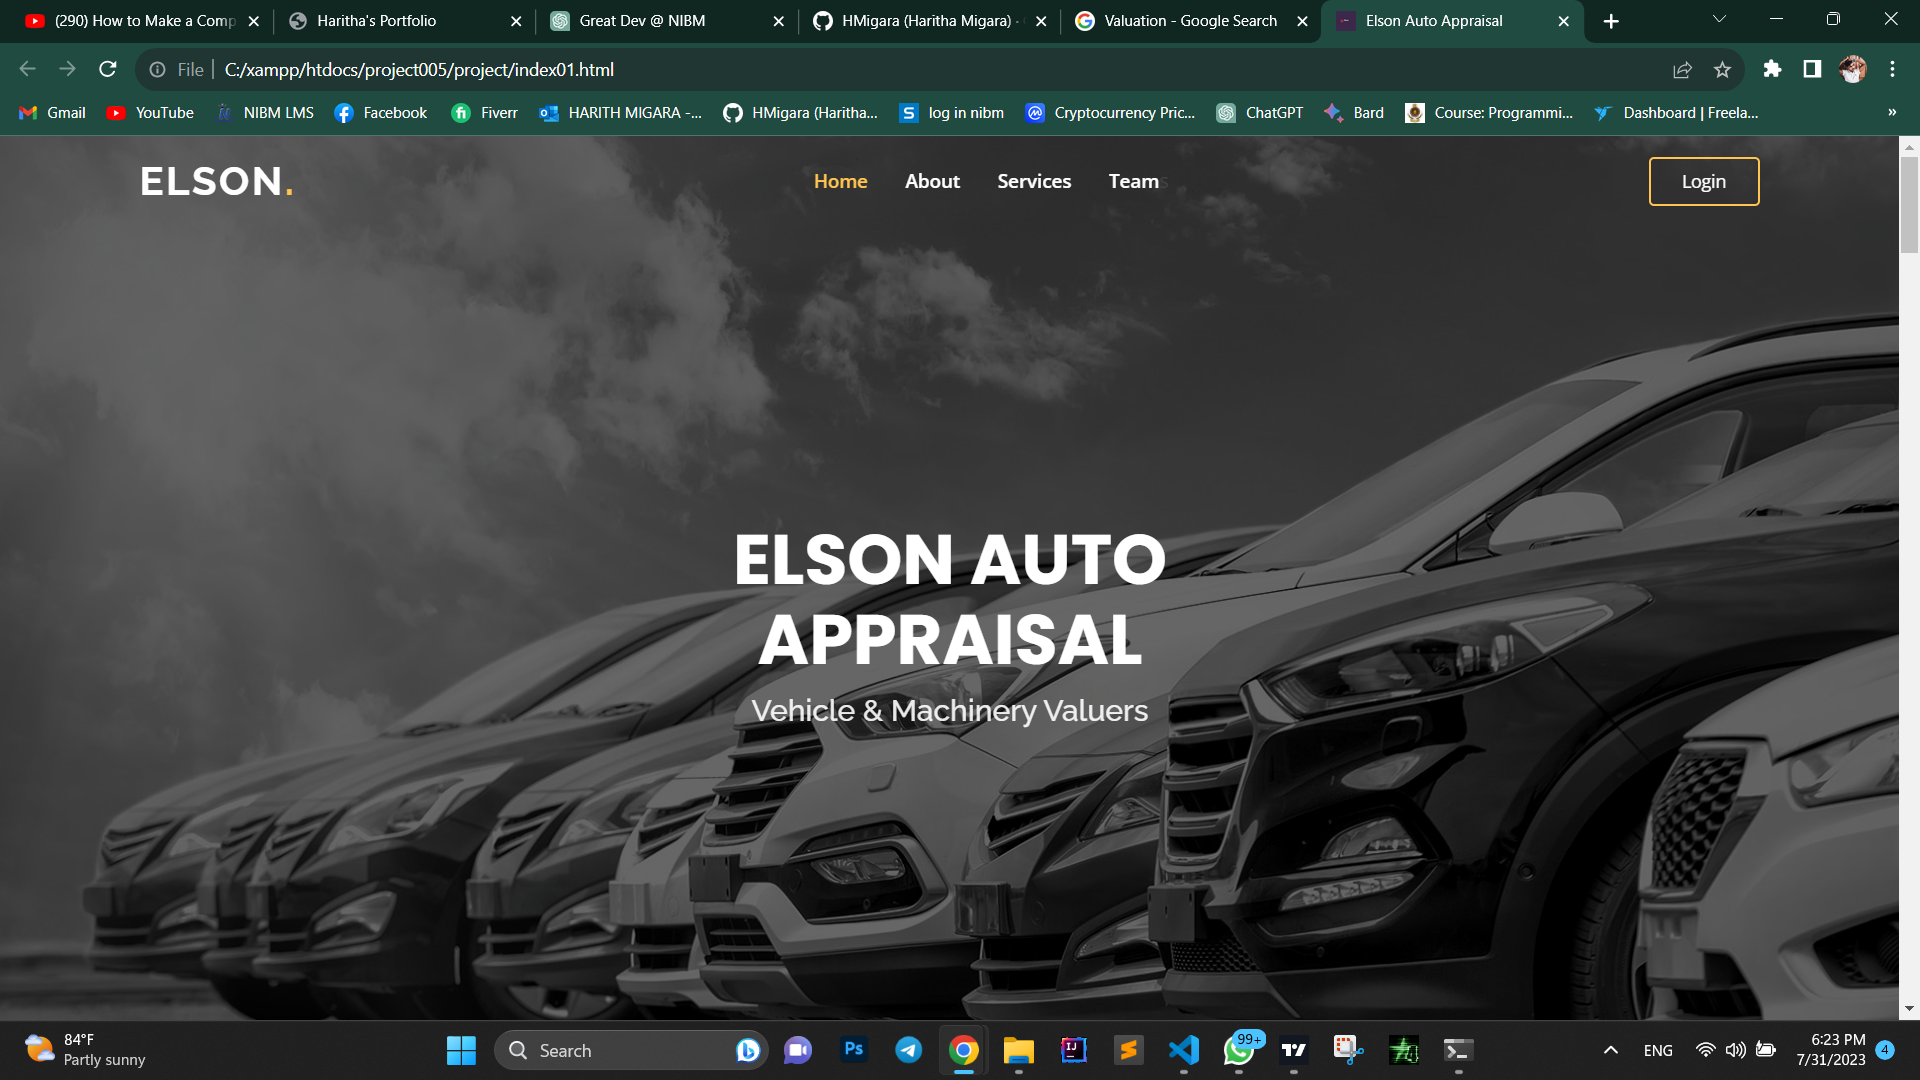 (290) How to Make a Comp
Haritha's Portfolio
Great Dev @ NIBM
HMigara (Haritha Migara) ·
Valuation - Google Search
Elson Auto Appraisal
File
C:/xampp/htdocs/project005/project/index01.html
Gmail
YouTube
NIBM LMS
Facebook
Fiverr
HARITH MIGARA -...
HMigara (Haritha...
log in nibm
Cryptocurrency Pric...
ChatGPT
Bard
Course: Programmi...
Dashboard | Freela...
»
ELSON.
Home
About
Services
Team
Login
ELSON AUTO
APPRAISAL
Vehicle & Machinery Valuers
84°F
Partly sunny
Search
Ps
IJ
99+
ENG
6:23 PM
7/31/2023
4